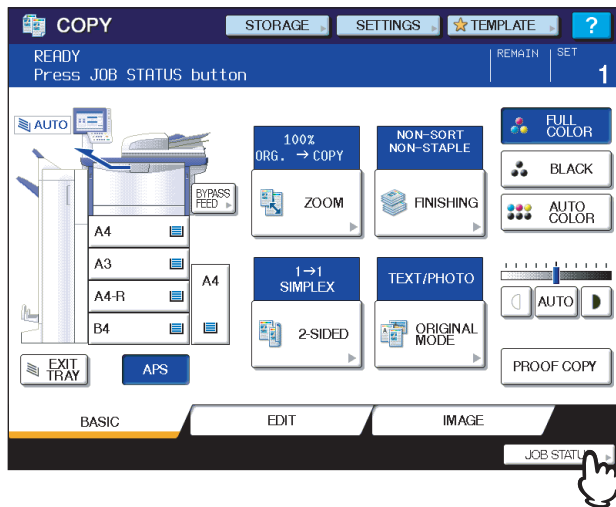 COPY
STORAGE
SETTINGS
TEMPLATE
?
READY
Press JOB STATUS button
REMAIN
SET
1
AUTO
BYPASS
FEED
A4
A3
A4-R
B4
A4
EXIT
TRAY
APS
100%
ORG. → COPY
ZOOM
NON-SORT
NON-STAPLE
FINISHING
1→1
SIMPLEX
2-SIDED
TEXT/PHOTO
ORIGINAL
MODE
FULL
COLOR
BLACK
AUTO
COLOR
AUTO
PROOF COPY
BASIC
EDIT
IMAGE
JOB STATUS